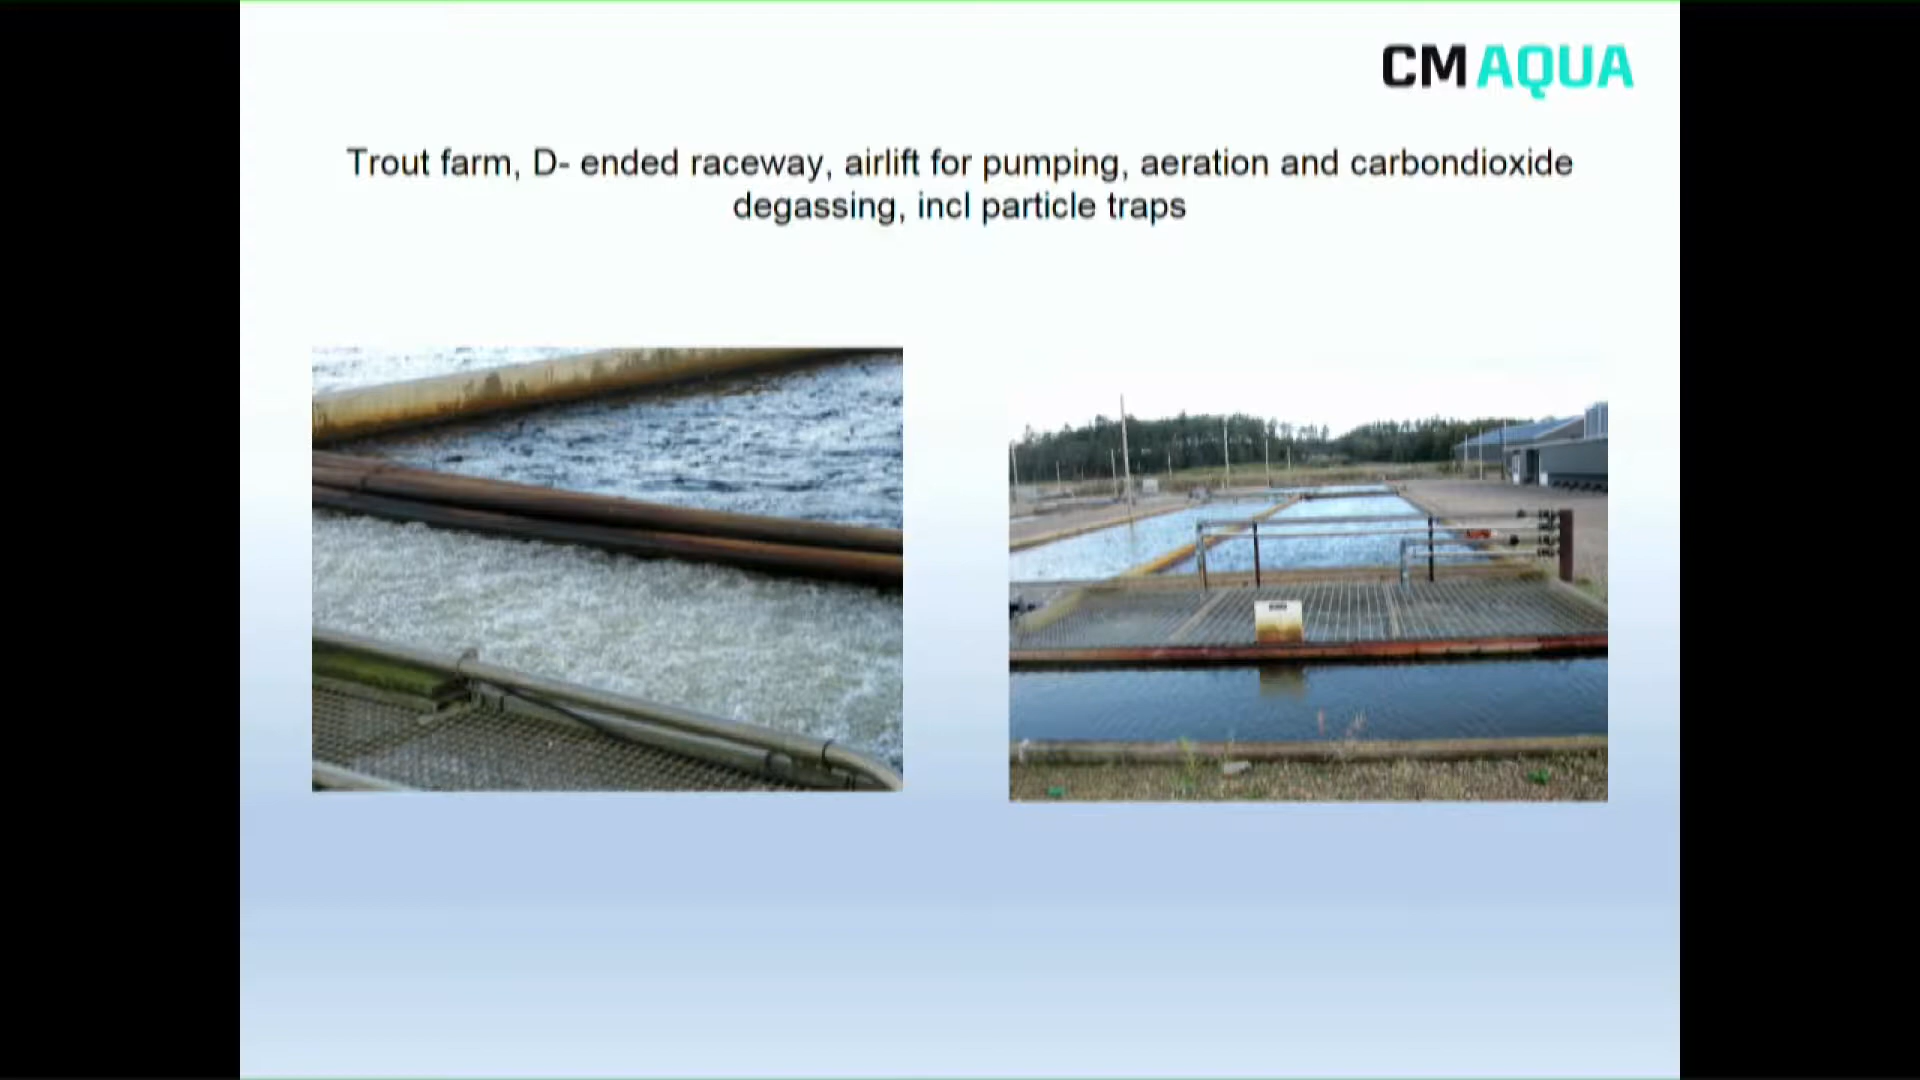 CM AQUA
Trout farm, D- ended raceway, airlift for pumping, aeration and carbondioxide
degassing, incl particle traps